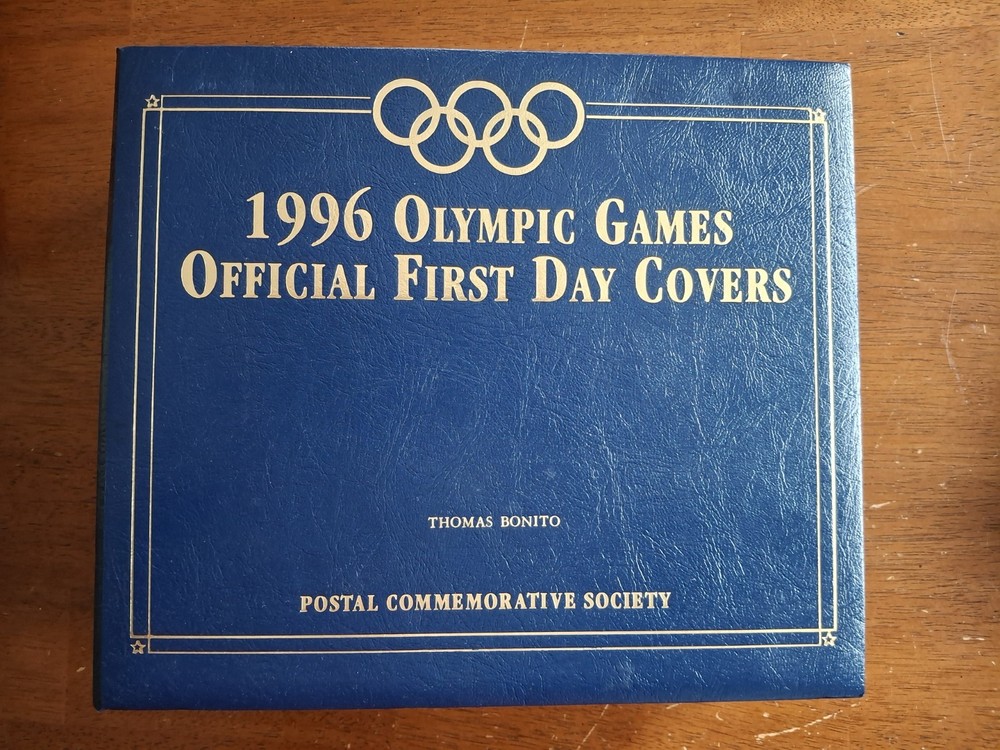 1996 OLYMPIC GAMES
OFFICIAL FIRST DAY COVERS
THOMAS BONITO
POSTAL COMMEMORATIVE SOCIETY